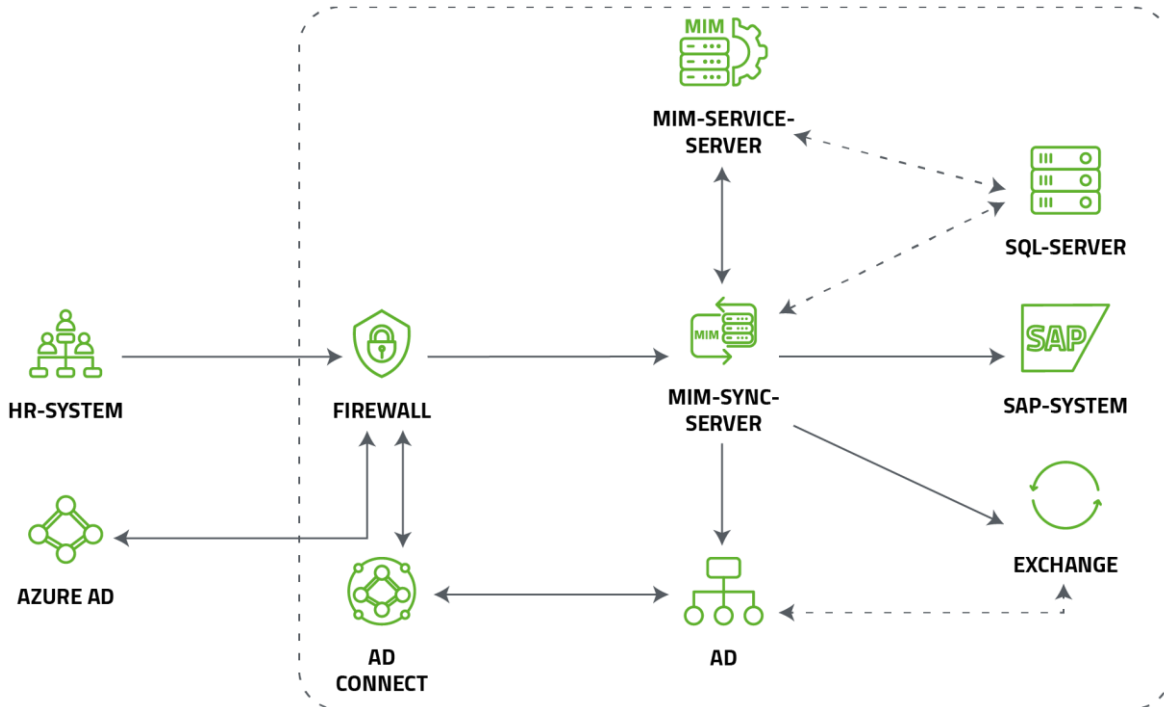 MIM
MIM-SERVICE-
SERVER
SQL-SERVER
HR-SYSTEM
FIREWALL
MIM
MIM-SYNC-
SERVER
SAP
SAP-SYSTEM
AZURE AD
EXCHANGE
AD
CONNECT
AD